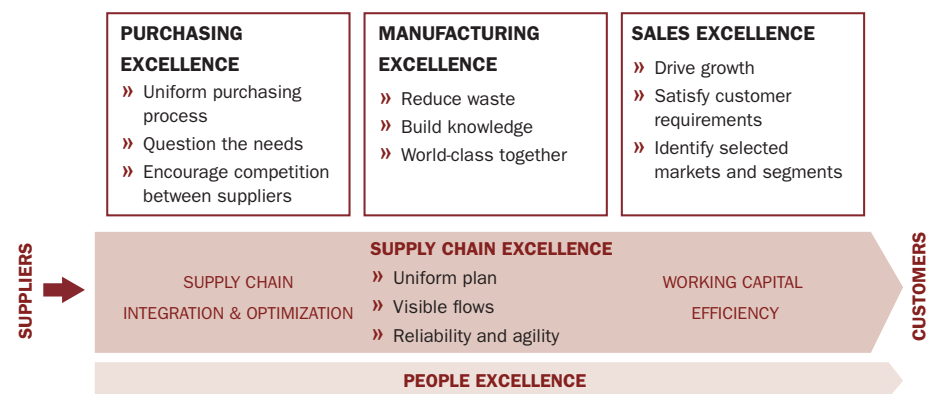 PURCHASING
EXCELLENCE
» Uniform purchasing
process
» Question the needs
» Encourage competition
between suppliers
MANUFACTURING
EXCELLENCE
» Reduce waste
» Build knowledge
» World-class together
SALES EXCELLENCE
» Drive growth
» Satisfy customer
requirements
» Identify selected
markets and segments
SUPPLIERS
SUPPLY CHAIN
INTEGRATION & OPTIMIZATION
SUPPLY CHAIN EXCELLENCE
» Uniform plan
» Visible flows
» Reliability and agility
WORKING CAPITAL
EFFICIENCY
CUSTOMERS
PEOPLE EXCELLENCE